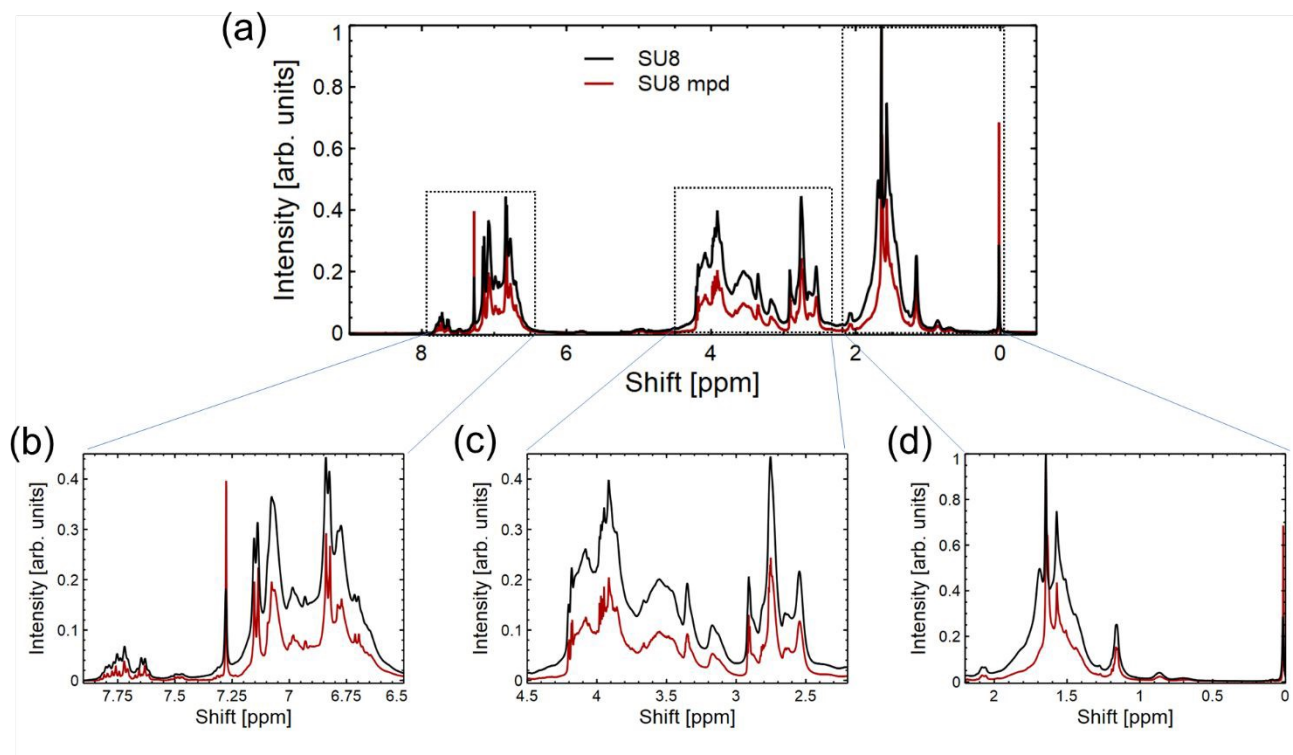 (a)
Intensity [arb. units]
1
0.8
0.6
0.4
0.2
0
SU8
SU8 mpd
8 6 4 2 0
Shift [ppm]
(b)
Intensity [arb. units]
0.4
0.3
0.2
0.1
0
7.75 7.5 7.25 7 6.75 6.5
Shift [ppm]
(c)
Intensity [arb. units]
0.4
0.3
0.2
0.1
0
4.5 4 3.5 3 2.5
Shift [ppm]
(d)
Intensity [arb. units]
1
0.8
0.6
0.4
0.2
0
2 1.5 1 0.5 0
Shift [ppm]